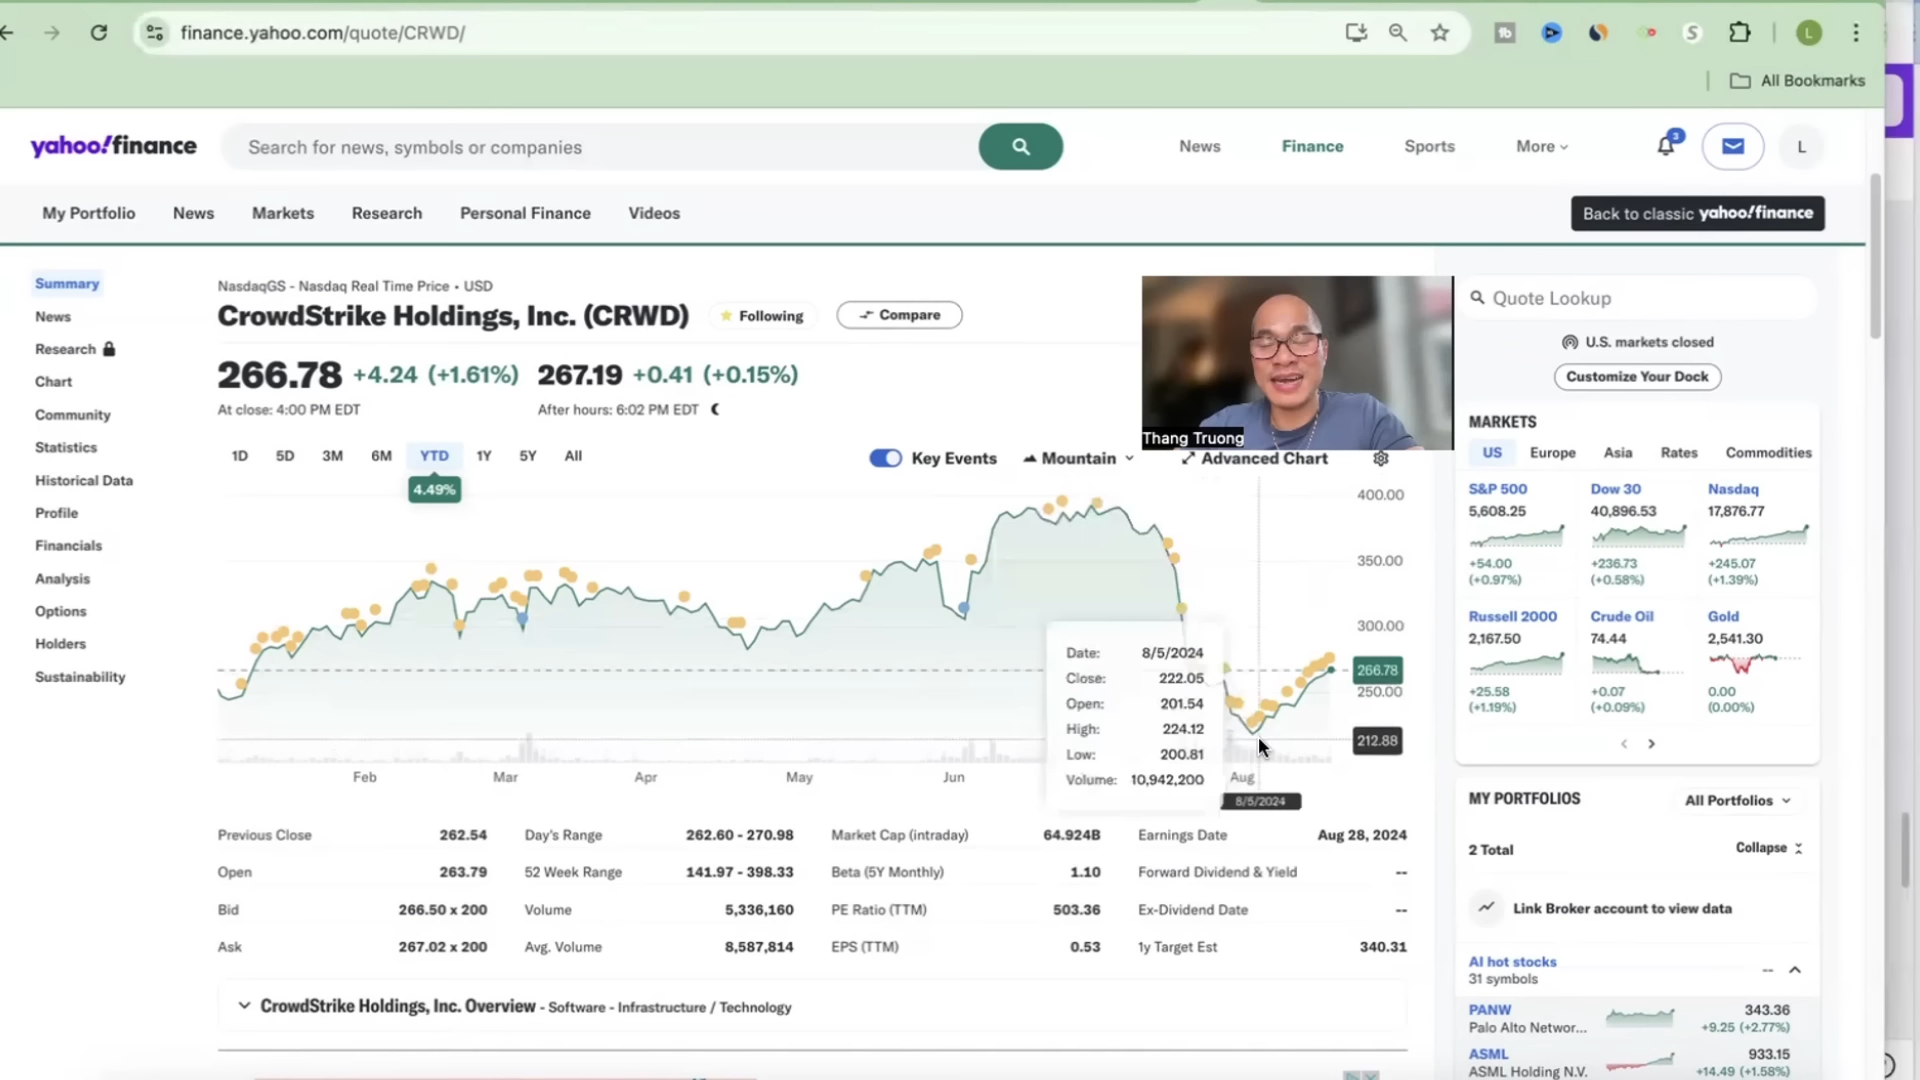 finance.yahoo.com/quote/CRWD/
All Bookmarks
yahoo!finance
Search for news, symbols or companies
News
Finance
Sports
More
3
L
My Portfolio
News
Markets
Research
Personal Finance
Videos
Back to classic yahoo!finance
Summary
News
Research
Chart
Community
Statistics
Historical Data
Profile
Financials
Analysis
Options
Holders
Sustainability
NasdaqGS - Nasdaq Real Time Price • USD
CrowdStrike Holdings, Inc. (CRWD)
Following
Compare
266.78 +4.24 (+1.61%)
At close: 4:00 PM EDT
267.19 +0.41 (+0.15%)
After hours: 6:02 PM EDT
Thang Truong
1D 5D 3M 6M YTD 1Y 5Y All
4.49%
Key Events
Mountain
Advanced Chart
400.00
350.00
300.00
266.78
250.00
212.88
Date: 8/5/2024
Close: 222.05
Open: 201.54
High: 224.12
Low: 200.81
Volume: 10,942,200
Feb Mar Apr May Jun Aug
8/5/2024
Previous Close 262.54
Open 263.79
Bid 266.50 x 200
Ask 267.02 x 200
Day's Range 262.60 - 270.98
52 Week Range 141.97 - 398.33
Volume 5,336,160
Avg. Volume 8,587,814
Market Cap (intraday) 64.924B
Beta (5Y Monthly) 1.10
PE Ratio (TTM) 503.36
EPS (TTM) 0.53
Earnings Date Aug 28, 2024
Forward Dividend & Yield --
Ex-Dividend Date --
1y Target Est 340.31
CrowdStrike Holdings, Inc. Overview - Software - Infrastructure / Technology
Quote Lookup
U.S. markets closed
Customize Your Dock
MARKETS
US Europe Asia Rates Commodities
S&P 500
5,608.25
+54.00
(+0.97%)
Dow 30
40,896.53
+236.73
(+0.58%)
Nasdaq
17,876.77
+245.07
(+1.39%)
Russell 2000
2,167.50
+25.58
(+1.19%)
Crude Oil
74.44
+0.07
(+0.09%)
Gold
2,541.30
0.00
(0.00%)
MY PORTFOLIOS
All Portfolios
2 Total
Collapse
Link Broker account to view data
AI hot stocks
31 symbols
--
PANW
Palo Alto Networ...
343.36
+9.25 (+2.77%)
ASML
ASML Holding N.V.
933.15
+14.49 (+1.58%)